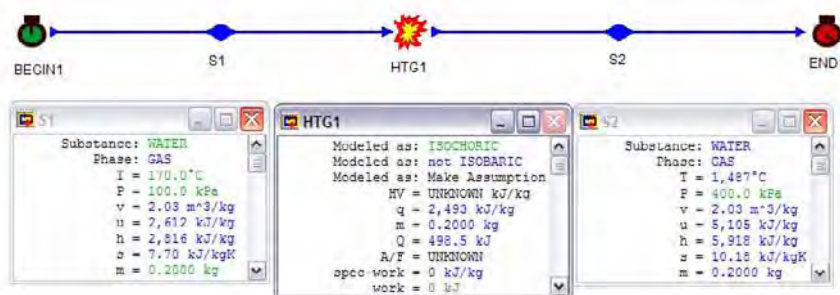 BEGIN1
S1
HTG1
S2
END
S1
Substance: WATER
Phase: GAS
T = 170.0°C
P = 100.0 kPa
v = 2.03 m^3/kg
u = 2,612 kJ/kg
h = 2,816 kJ/kg
s = 7.70 kJ/kgK
m = 0.2000 kg
HTG1
Modeled as: ISOCHORIC
Modeled as: not ISOBARIC
Modeled as: Make Assumption
HV = UNKNOWN kJ/kg
q = 2,493 kJ/kg
m = 0.2000 kg
Q = 498.5 kJ
A/F = UNKNOWN
spec work = 0 kJ/kg
work = 0 kJ
S2
Substance: WATER
Phase: GAS
T = 1,487°C
P = 400.0 kPa
v = 2.03 m^3/kg
u = 5,105 kJ/kg
h = 5,918 kJ/kg
s = 10.18 kJ/kgK
m = 0.2000 kg